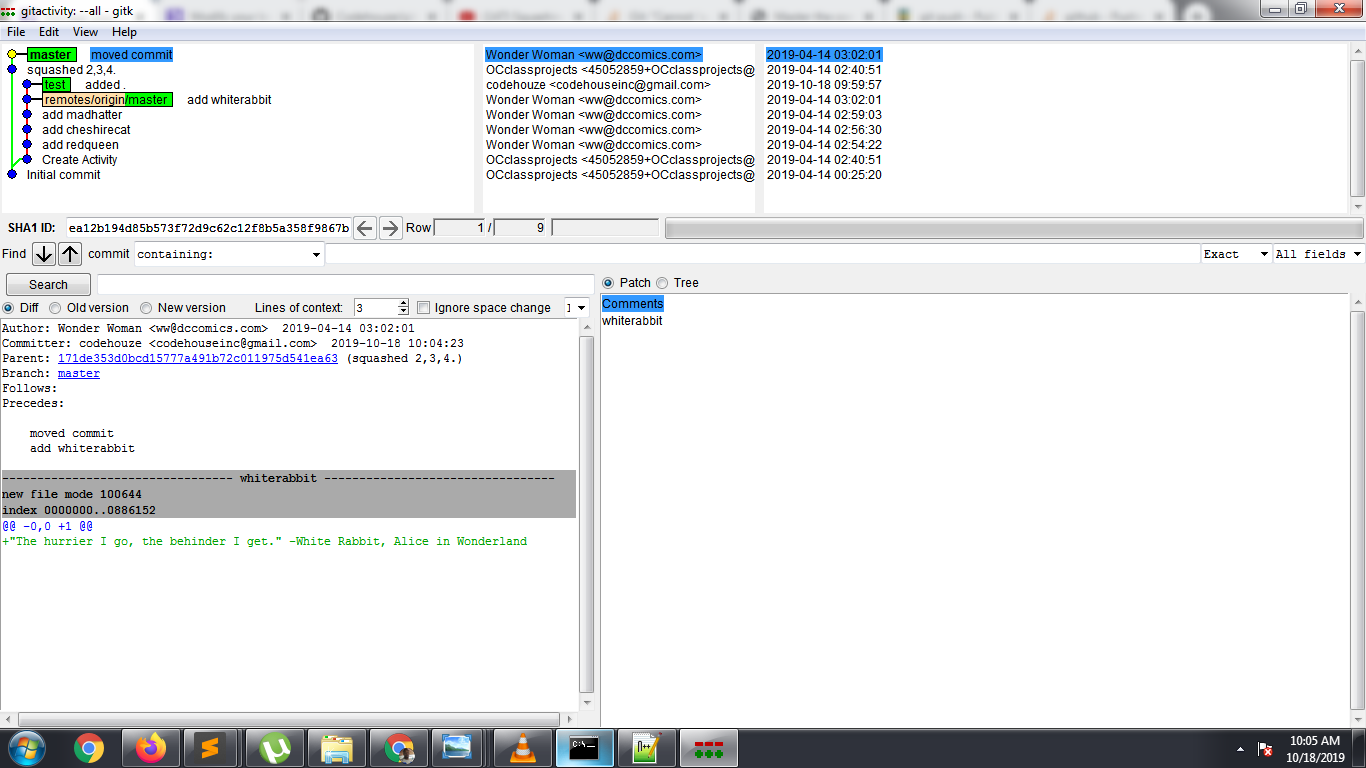 gitactivity: --all - gitk
File Edit View Help
master moved commit Wonder Woman <ww@dccomics.com> 2019-04-14 03:02:01
squashed 2,3,4. OCclassprojects <45052859+OCclassprojects@ 2019-04-14 02:40:51
test added . codehouze <codehouseinc@gmail.com> 2019-10-18 09:59:57
remotes/origin/master add whiterabbit Wonder Woman <ww@dccomics.com> 2019-04-14 03:02:01
add madhatter Wonder Woman <ww@dccomics.com> 2019-04-14 02:59:03
add cheshirecat Wonder Woman <ww@dccomics.com> 2019-04-14 02:56:30
add redqueen Wonder Woman <ww@dccomics.com> 2019-04-14 02:54:22
Create Activity OCclassprojects <45052859+OCclassprojects@ 2019-04-14 02:40:51
Initial commit OCclassprojects <45052859+OCclassprojects@ 2019-04-14 00:25:20
SHA1 ID: ea12b194d85b573f72d9c62c12f8b5a358f9867b Row 1 / 9
Find commit containing: Exact All fields
Search
Patch Tree
Diff Old version New version Lines of context: 3 Ignore space change
Comments
whiterabbit
Author: Wonder Woman <ww@dccomics.com> 2019-04-14 03:02:01
Committer: codehouze <codehouseinc@gmail.com> 2019-10-18 10:04:23
Parent: 171de353d0bcd15777a491b72c011975d541ea63 (squashed 2,3,4.)
Branch: master
Follows:
Precedes:
moved commit
add whiterabbit
--------------------------------- whiterabbit ---------------------------------
new file mode 100644
index 0000000..0886152
@@ -0,0 +1 @@
+"The hurrier I go, the behinder I get." -White Rabbit, Alice in Wonderland
10:05 AM
10/18/2019